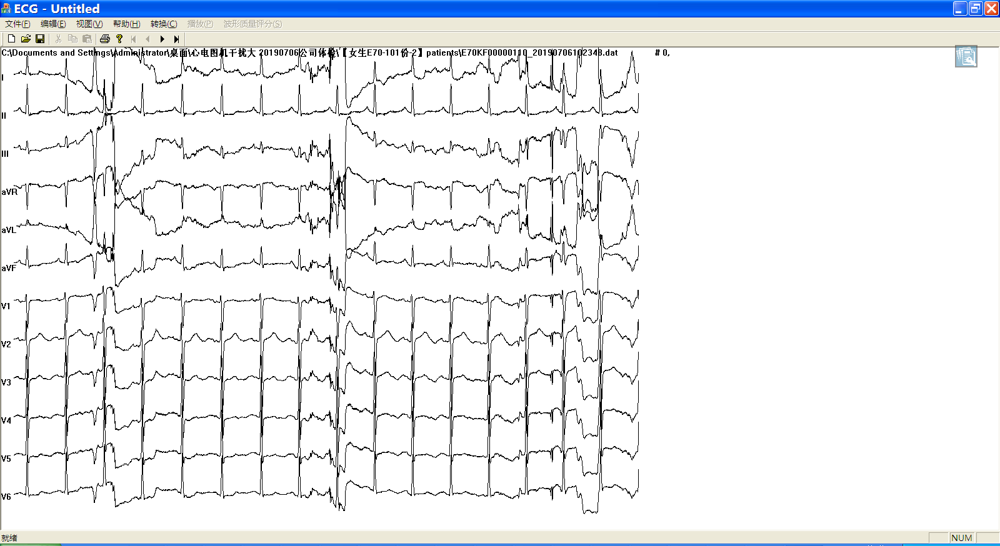 ECG - Untitled
文件(F) 编辑(E) 视图(V) 帮助(H) 转换(C) 播放(P) 波形质量评分(S)
C:\Documents and Settings\Administrator\桌面\心电图机干扰大 20190706公司体检\【女生E70-101份-2】patients\E70KF00000110_20190706102348.dat # 0,
I
II
III
aVR
aVL
aVF
V1
V2
V3
V4
V5
V6
就绪 NUM